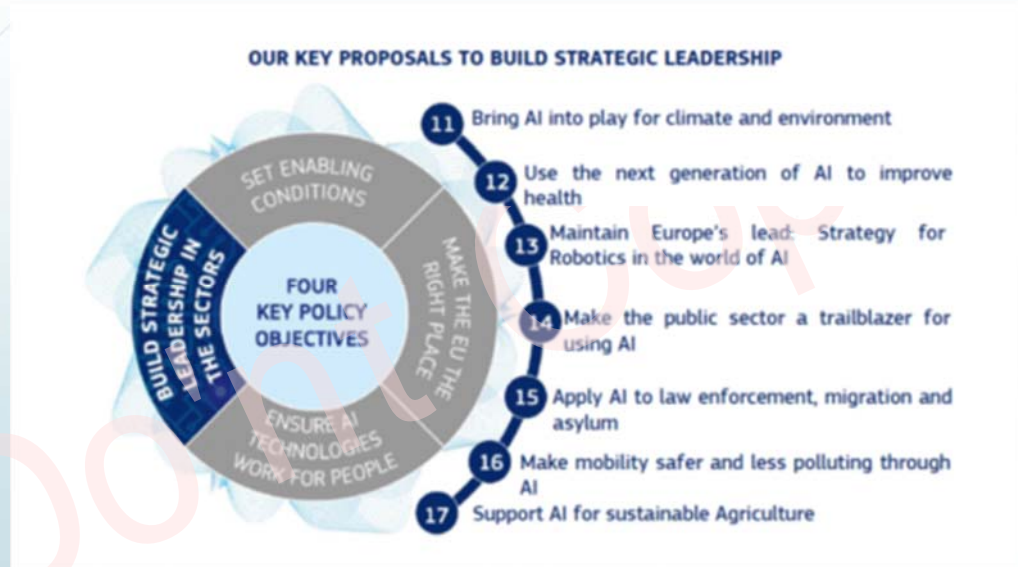 OUR KEY PROPOSALS TO BUILD STRATEGIC LEADERSHIP
SET ENABLING
CONDITIONS
MAKE THE EU THE
RIGHT PLACE
ENSURE AI
TECHNOLOGIES
WORK FOR PEOPLE
BUILD STRATEGIC
LEADERSHIP IN
THE SECTORS
FOUR
KEY POLICY
OBJECTIVES
11 Bring AI into play for climate and environment
12 Use the next generation of AI to improve
health
13 Maintain Europe's lead: Strategy for
Robotics in the world of AI
14 Make the public sector a trailblazer for
using AI
15 Apply AI to law enforcement, migration and
asylum
16 Make mobility safer and less polluting through
AI
17 Support AI for sustainable Agriculture
Don't